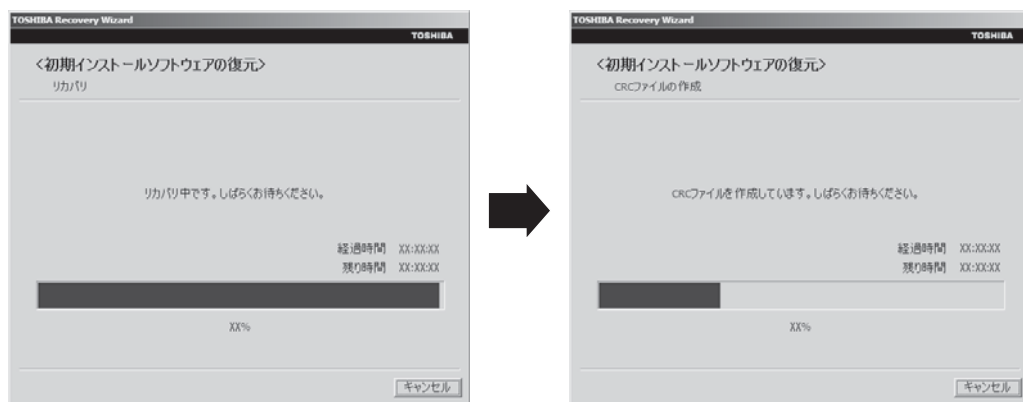 TOSHIBA Recovery Wizard
TOSHIBA
<初期インストールソフトウェアの復元>
リカバリ
リカバリ中です。しばらくお待ちください。
経過時間 XX:XX:XX
残り時間 XX:XX:XX
XX%
キャンセル
TOSHIBA Recovery Wizard
TOSHIBA
<初期インストールソフトウェアの復元>
CRCファイルの作成
CRCファイルを作成しています。しばらくお待ちください。
経過時間 XX:XX:XX
残り時間 XX:XX:XX
XX%
キャンセル